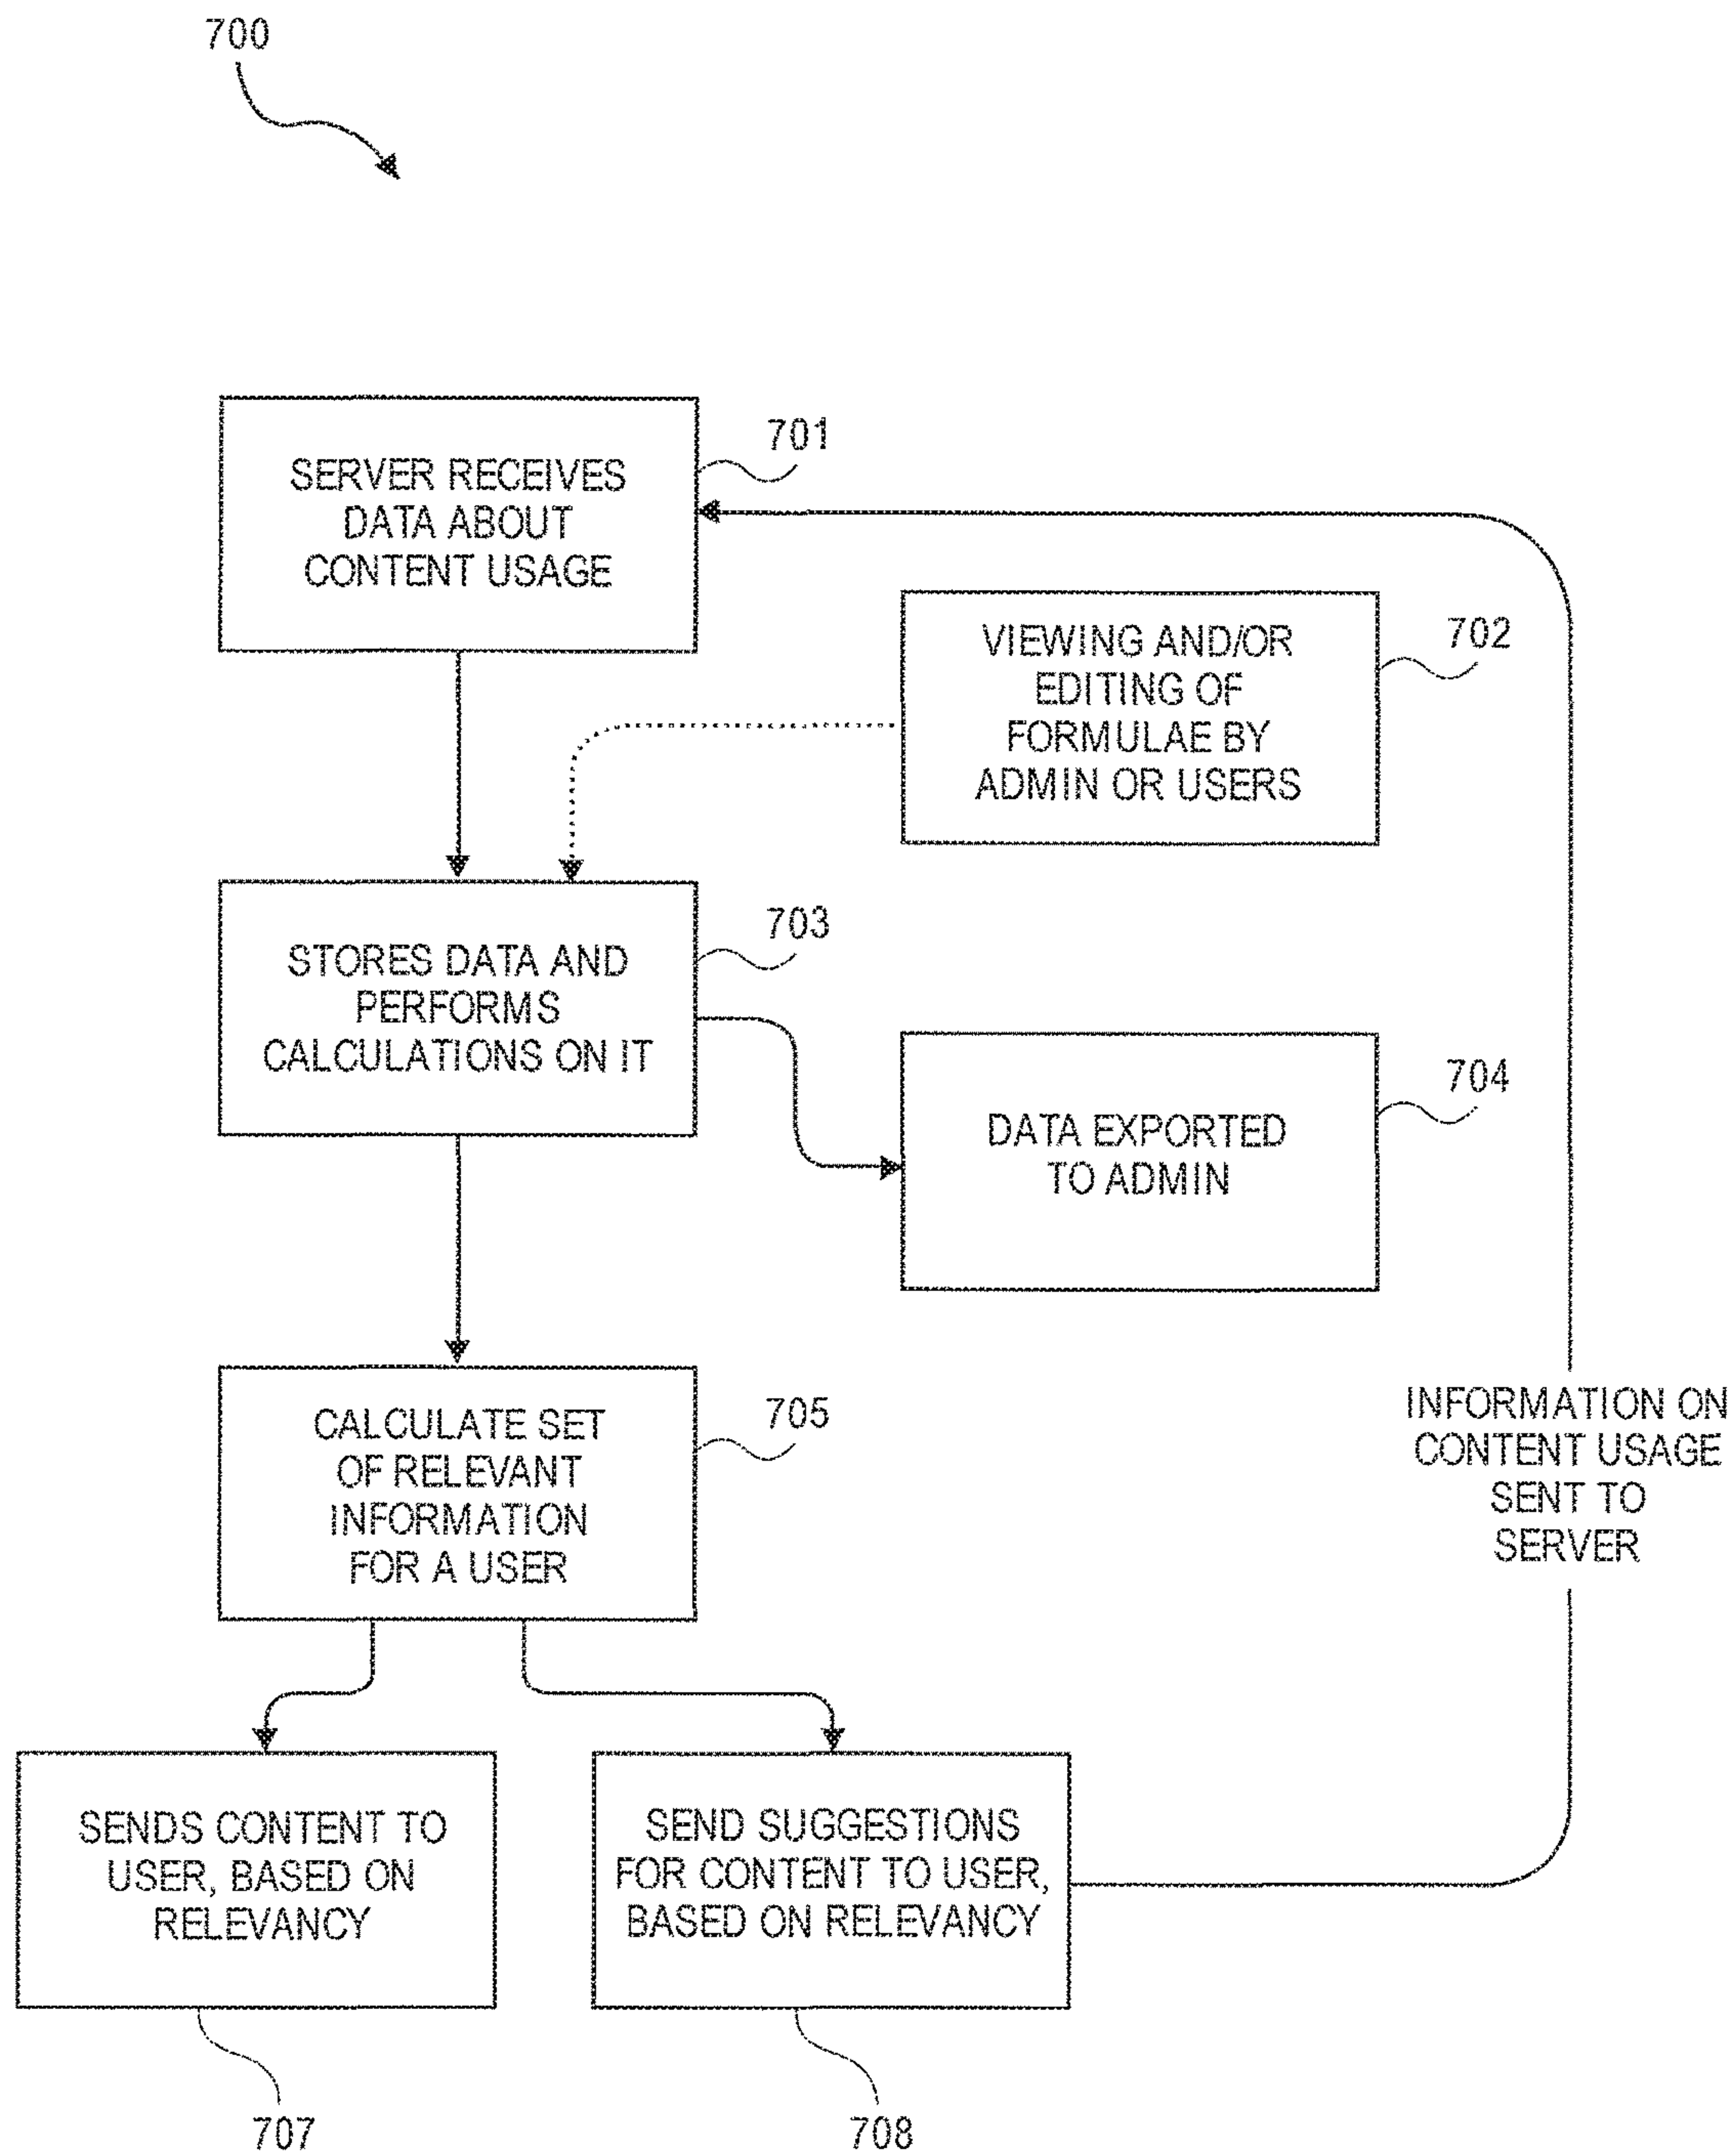 700
701
SERVER RECEIVES
DATA ABOUT
CONTENT USAGE
702
VIEWING AND/OR
EDITING OF
FORMULAE BY
ADMIN OR USERS
703
STORES DATA AND
PERFORMS
CALCULATIONS ON IT
704
DATA EXPORTED
TO ADMIN
705
CALCULATE SET
OF RELEVANT
INFORMATION
FOR A USER
INFORMATION ON
CONTENT USAGE
SENT TO
SERVER
SENDS CONTENT TO
USER, BASED ON
RELEVANCY
SEND SUGGESTIONS
FOR CONTENT TO USER,
BASED ON RELEVANCY
707
708